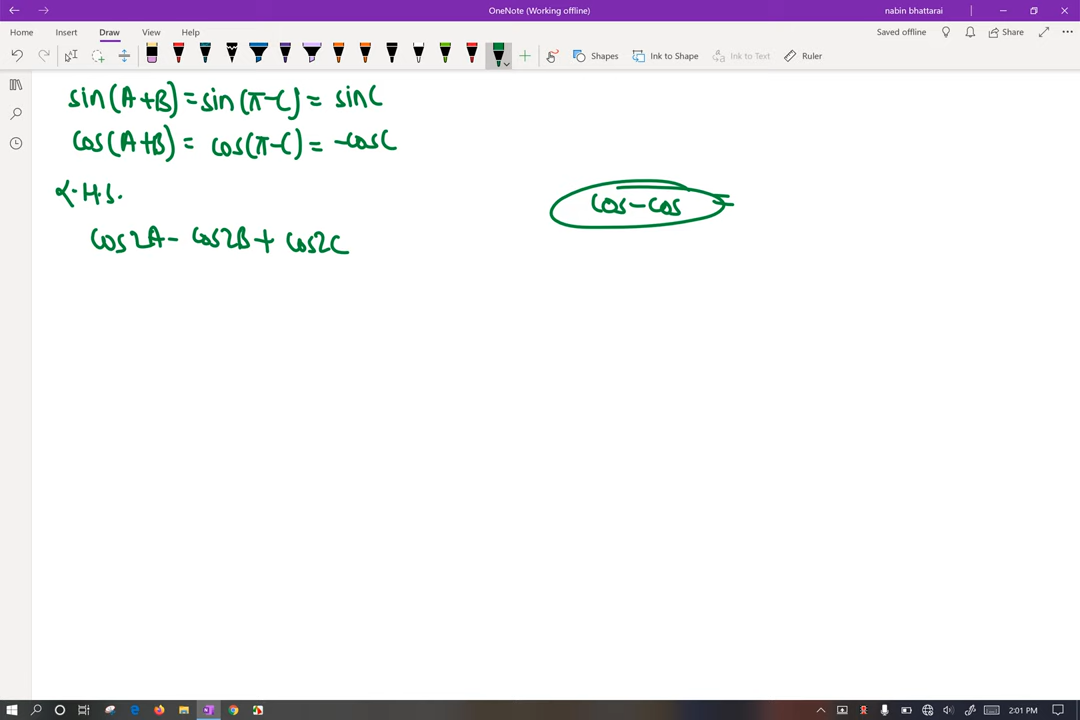 OneNote (Working offline)
nabin bhattarai
Home Insert Draw View Help
Saved offline
Share
Shapes
Ink to Shape
Ink to Text
Ruler
sin(A+B)=sin(π-C)= sinC
cos(A+B)= cos(π-C)= -cosC
L.H.S.
cos-cos =
cos2A- cos2B+ cos2C
2:01 PM